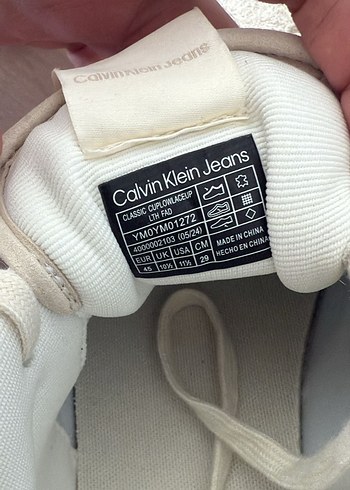 Calvin Klein Jeans
Calvin Klein Jeans
CLASSIC CUPLOWLACEUP
LTH FAD
YM0YM01272
4000002103 (05/24)
EUR UK USA CM
45 10½ 11½ 29
MADE IN CHINA
HECHO EN CHINA